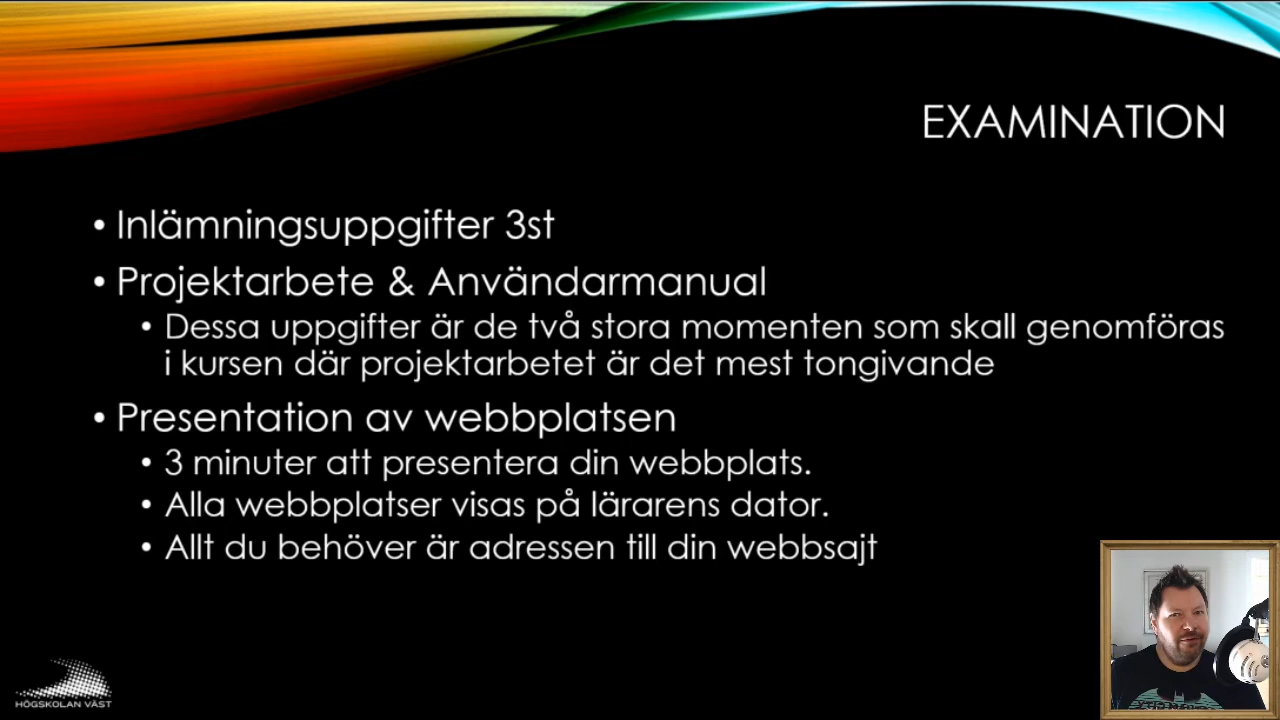 EXAMINATION
• Inlämningsuppgifter 3st
• Projektarbete & Användarmanual
• Dessa uppgifter är de två stora momenten som skall genomföras
i kursen där projektarbetet är det mest tongivande
• Presentation av webbplatsen
• 3 minuter att presentera din webbplats.
• Alla webbplatser visas på lärarens dator.
• Allt du behöver är adressen till din webbsajt
HÖGSKOLAN VÄST